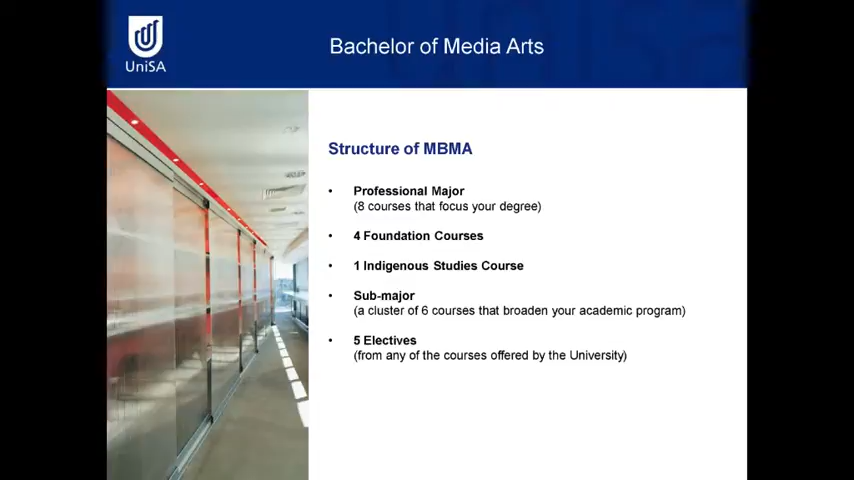 UniSA
Bachelor of Media Arts
Structure of MBMA
• Professional Major
(8 courses that focus your degree)
• 4 Foundation Courses
• 1 Indigenous Studies Course
• Sub-major
(a cluster of 6 courses that broaden your academic program)
• 5 Electives
(from any of the courses offered by the University)